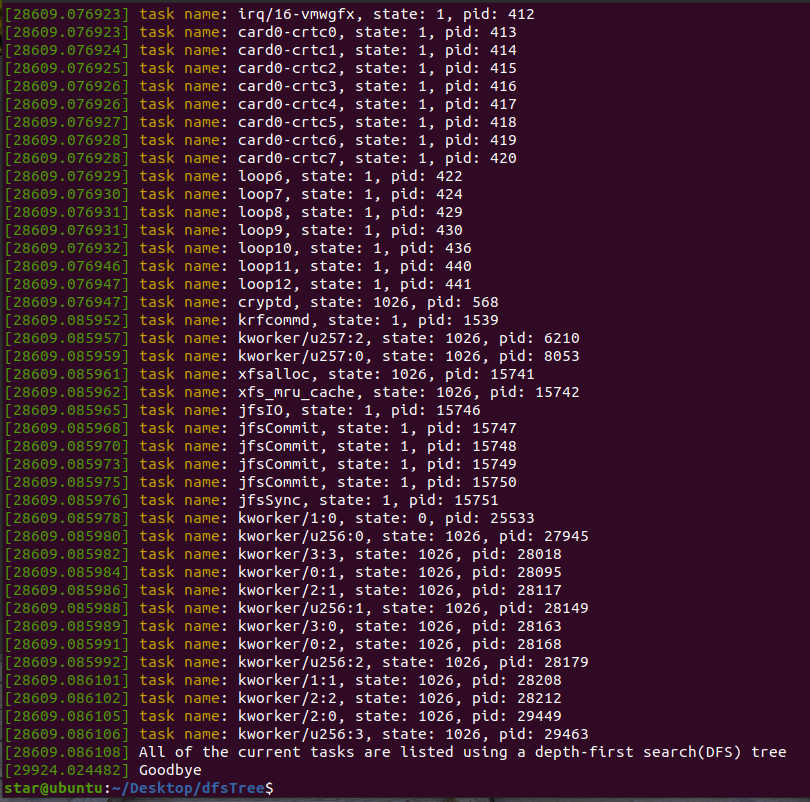 [28609.076923] task name: irq/16-vmwgfx, state: 1, pid: 412
[28609.076923] task name: card0-crtc0, state: 1, pid: 413
[28609.076924] task name: card0-crtc1, state: 1, pid: 414
[28609.076925] task name: card0-crtc2, state: 1, pid: 415
[28609.076926] task name: card0-crtc3, state: 1, pid: 416
[28609.076926] task name: card0-crtc4, state: 1, pid: 417
[28609.076927] task name: card0-crtc5, state: 1, pid: 418
[28609.076928] task name: card0-crtc6, state: 1, pid: 419
[28609.076928] task name: card0-crtc7, state: 1, pid: 420
[28609.076929] task name: loop6, state: 1, pid: 422
[28609.076930] task name: loop7, state: 1, pid: 424
[28609.076931] task name: loop8, state: 1, pid: 429
[28609.076931] task name: loop9, state: 1, pid: 430
[28609.076932] task name: loop10, state: 1, pid: 436
[28609.076946] task name: loop11, state: 1, pid: 440
[28609.076947] task name: loop12, state: 1, pid: 441
[28609.076947] task name: cryptd, state: 1026, pid: 568
[28609.085952] task name: krfcommd, state: 1, pid: 1539
[28609.085957] task name: kworker/u257:2, state: 1026, pid: 6210
[28609.085959] task name: kworker/u257:0, state: 1026, pid: 8053
[28609.085961] task name: xfsalloc, state: 1026, pid: 15741
[28609.085962] task name: xfs_mru_cache, state: 1026, pid: 15742
[28609.085965] task name: jfsIO, state: 1, pid: 15746
[28609.085968] task name: jfsCommit, state: 1, pid: 15747
[28609.085970] task name: jfsCommit, state: 1, pid: 15748
[28609.085973] task name: jfsCommit, state: 1, pid: 15749
[28609.085975] task name: jfsCommit, state: 1, pid: 15750
[28609.085976] task name: jfsSync, state: 1, pid: 15751
[28609.085978] task name: kworker/1:0, state: 0, pid: 25533
[28609.085980] task name: kworker/u256:0, state: 1026, pid: 27945
[28609.085982] task name: kworker/3:3, state: 1026, pid: 28018
[28609.085984] task name: kworker/0:1, state: 1026, pid: 28095
[28609.085986] task name: kworker/2:1, state: 1026, pid: 28117
[28609.085988] task name: kworker/u256:1, state: 1026, pid: 28149
[28609.085989] task name: kworker/3:0, state: 1026, pid: 28163
[28609.085991] task name: kworker/0:2, state: 1026, pid: 28168
[28609.085992] task name: kworker/u256:2, state: 1026, pid: 28179
[28609.086101] task name: kworker/1:1, state: 1026, pid: 28208
[28609.086102] task name: kworker/2:2, state: 1026, pid: 28212
[28609.086105] task name: kworker/2:0, state: 1026, pid: 29449
[28609.086106] task name: kworker/u256:3, state: 1026, pid: 29463
[28609.086108] All of the current tasks are listed using a depth-first search(DFS) tree
[29924.024482] Goodbye
star@ubuntu:~/Desktop/dfsTree$